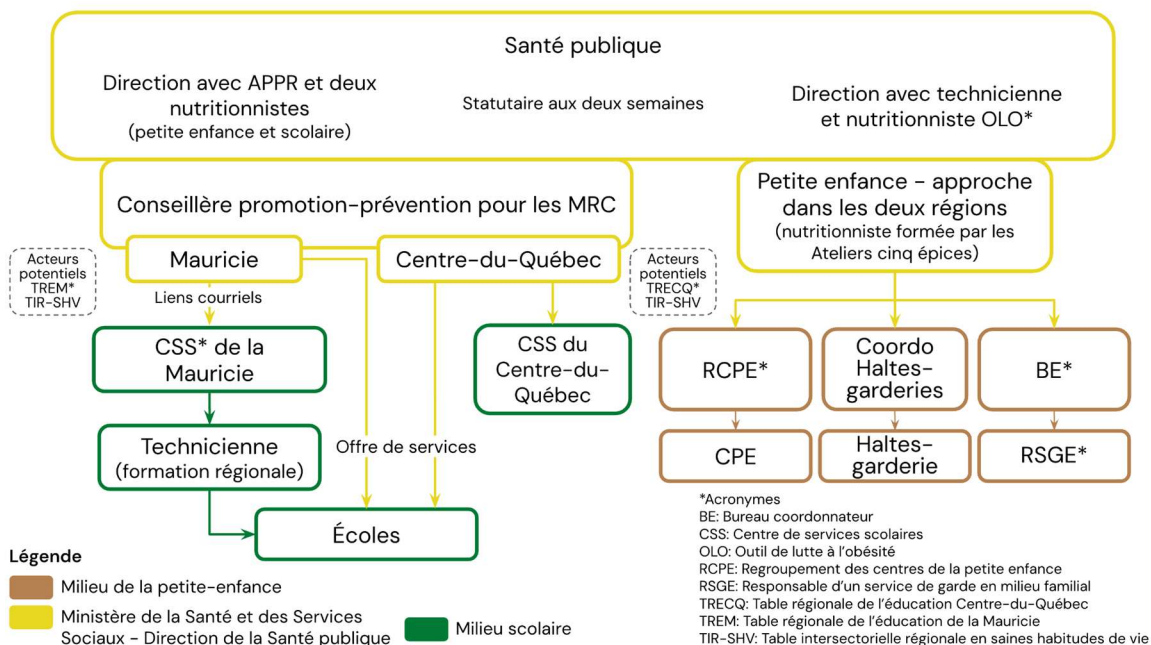 Santé publique
Direction avec APPR et deux
nutritionnistes
(petite enfance et scolaire)
Statutaire aux deux semaines
Direction avec technicienne
et nutritionniste OLO*
Conseillère promotion-prévention pour les MRC
Mauricie
Centre-du-Québec
Petite enfance - approche
dans les deux régions
(nutritionniste formée par les
Ateliers cinq épices)
Acteurs
potentiels
TREM*
TIR-SHV
Liens courriels
Acteurs
potentiels
TRECQ*
TIR-SHV
CSS* de la
Mauricie
CSS du
Centre-du-
Québec
RCPE*
Coordo
Haltes-
garderies
BE*
Technicienne
(formation régionale)
Offre de services
CPE
Haltes-
garderie
RSGE*
Écoles
*Acronymes
BE: Bureau coordonnateur
CSS: Centre de services scolaires
OLO: Outil de lutte à l'obésité
RCPE: Regroupement des centres de la petite enfance
RSGE: Responsable d'un service de garde en milieu familial
TRECQ: Table régionale de l'éducation Centre-du-Québec
TREM: Table régionale de l'éducation de la Mauricie
TIR-SHV: Table intersectorielle régionale en saines habitudes de vie
Légende
Milieu de la petite-enfance
Ministère de la Santé et des Services
Sociaux - Direction de la Santé publique
Milieu scolaire